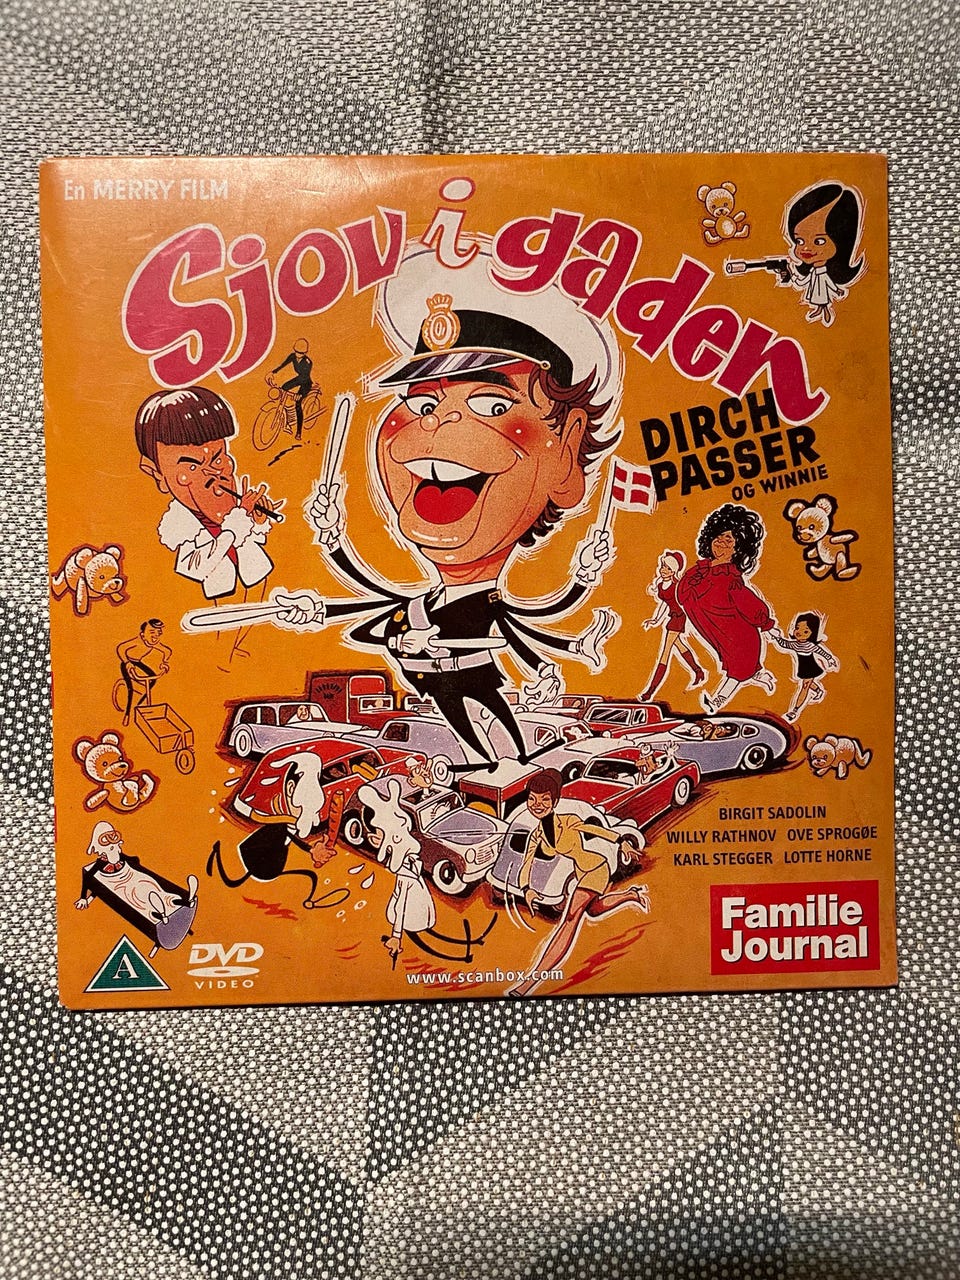 En MERRY FILM
Sjov i gaden
DIRCH
PASSER
OG WINNIE
BIRGIT SADOLIN
WILLY RATHNOV OVE SPROGØE
KARL STEGGER LOTTE HORNE
Familie
Journal
A
DVD
VIDEO
www.scanbox.com